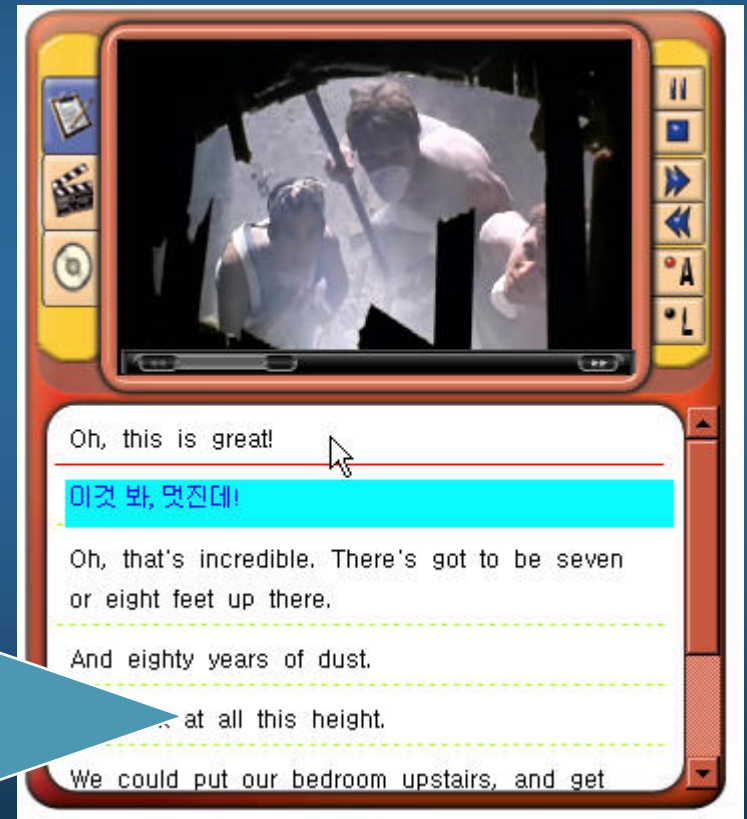 A
L
Oh, this is great!
이것 봐, 멋진데!
Oh, that's incredible. There's got to be seven
or eight feet up there.
And eighty years of dust.
at all this height.
We could put our bedroom upstairs, and get